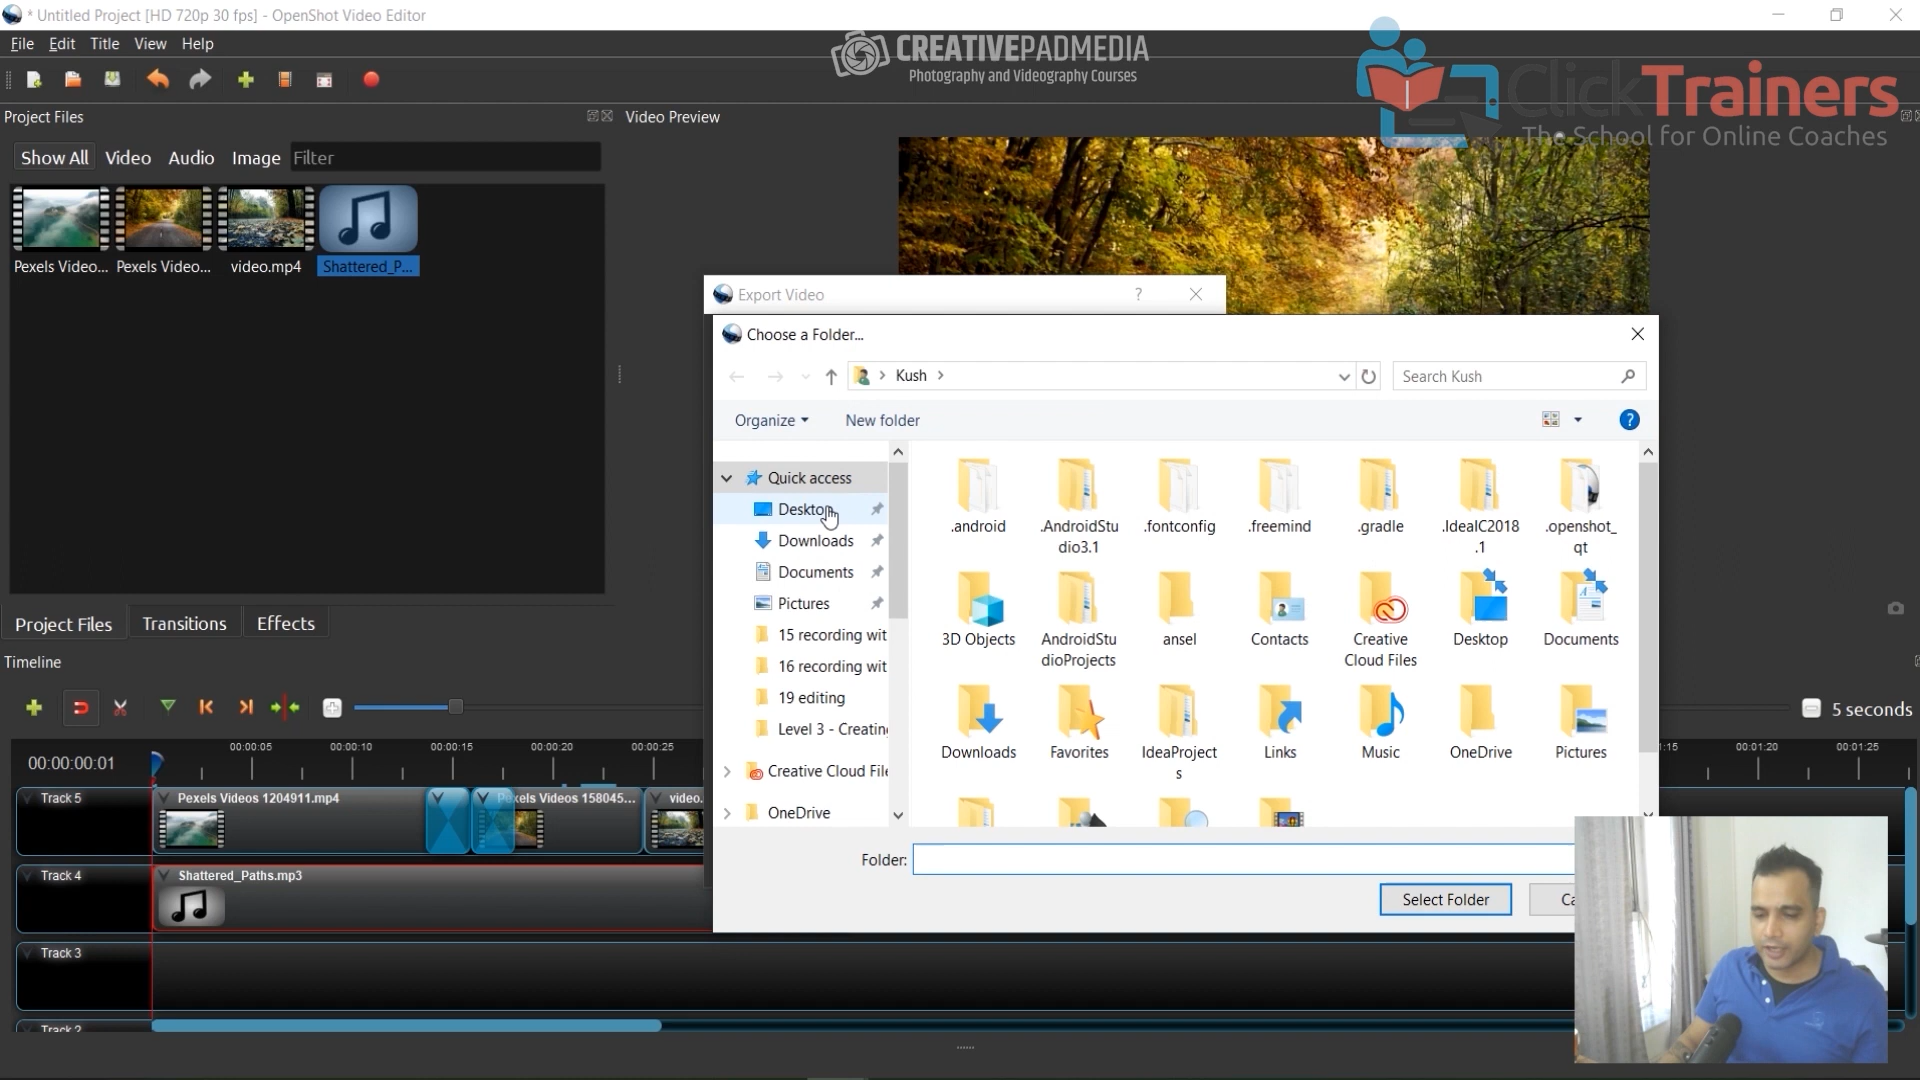 * Untitled Project [HD 720p 30 fps] - OpenShot Video Editor
File Edit Title View Help
CREATIVEPADMEDIA
Photography and Videography Courses
ClickTrainers
The School for Online Coaches
Project Files
Video Preview
Show All Video Audio Image Filter
Pexels Video... Pexels Video... video.mp4 Shattered_P...
Export Video
?
Choose a Folder...
Kush
Search Kush
Organize New folder
?
Quick access
Desktop
Downloads
Documents
Pictures
15 recording wit
16 recording wit
19 editing
Level 3 - Creating
Creative Cloud File
OneDrive
.android .AndroidStu
dio3.1 .fontconfig .freemind .gradle .IdeaIC2018
.1 .openshot_
qt
3D Objects AndroidStu
dioProjects ansel Contacts Creative
Cloud Files Desktop Documents
Downloads Favorites IdeaProject
s Links Music OneDrive Pictures
Folder:
Select Folder Ca
Project Files Transitions Effects
Timeline
5 seconds
00:00:00:01
00:00:05 00:00:10 00:00:15 00:00:20 00:00:25 1:15 00:01:20 00:01:25
Track 5 Pexels Videos 1204911.mp4 Pexels Videos 158045... video.
Track 4 Shattered_Paths.mp3
Track 3
Track 2